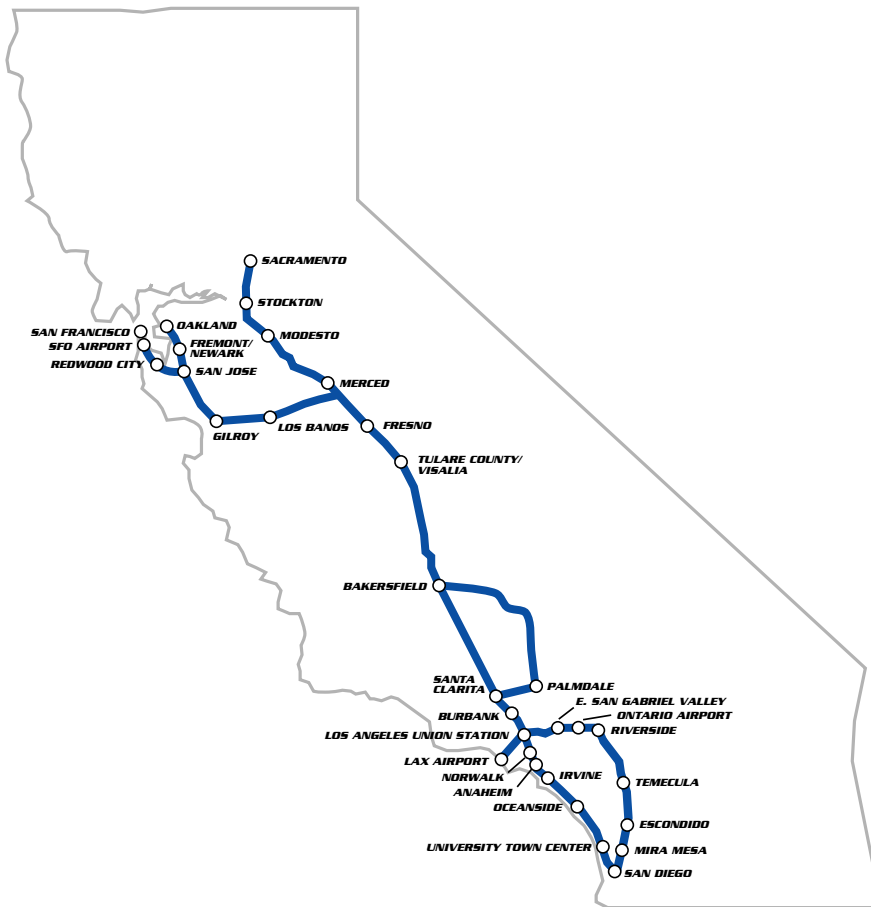 SACRAMENTO
STOCKTON
SAN FRANCISCO
OAKLAND
SFO AIRPORT
FREMONT/
NEWARK
MODESTO
REDWOOD CITY
SAN JOSE
MERCED
GILROY
LOS BANOS
FRESNO
TULARE COUNTY/
VISALIA
BAKERSFIELD
SANTA
CLARITA
PALMDALE
E. SAN GABRIEL VALLEY
BURBANK
ONTARIO AIRPORT
LOS ANGELES UNION STATION
RIVERSIDE
LAX AIRPORT
NORWALK
IRVINE
ANAHEIM
TEMECULA
OCEANSIDE
ESCONDIDO
UNIVERSITY TOWN CENTER
MIRA MESA
SAN DIEGO